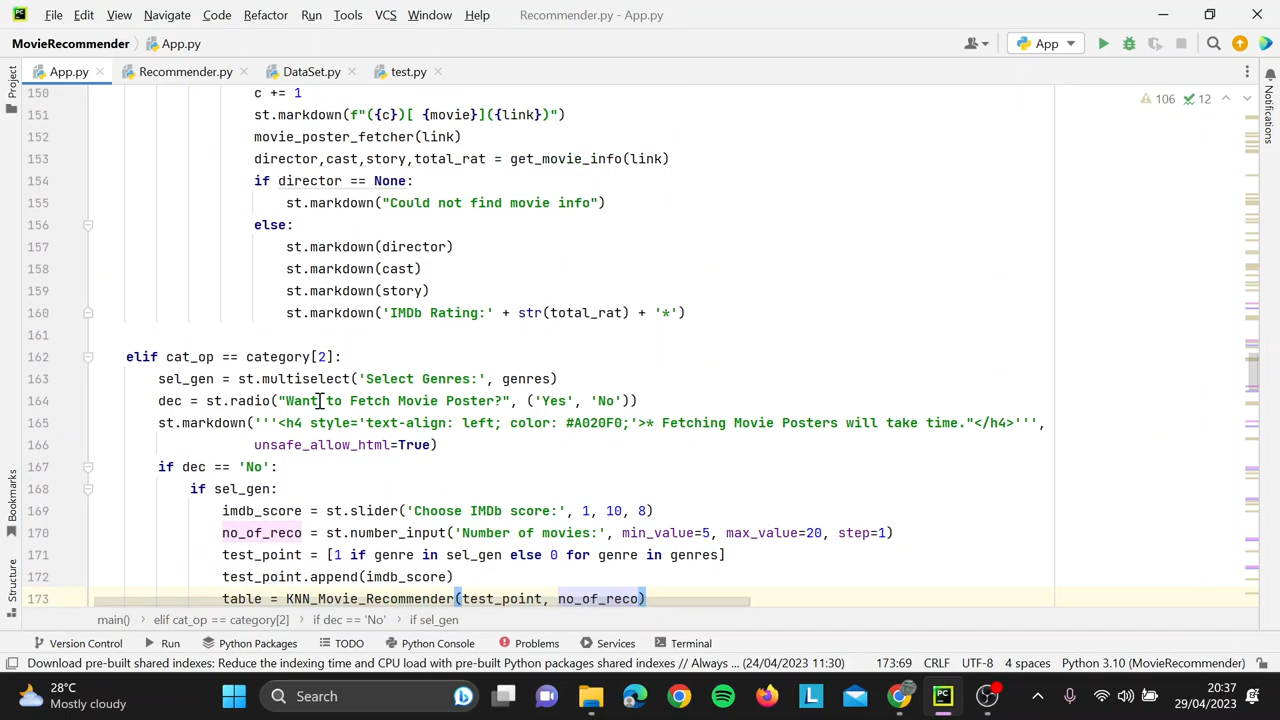 File Edit View Navigate Code Refactor Run Tools VCS Window Help Recommender.py - App.py
MovieRecommender App.py App
App.py Recommender.py DataSet.py test.py
Project
Notifications
106 12
150 c += 1
151 st.markdown(f"({c})[ {movie}]({link})")
152 movie_poster_fetcher(link)
153 director,cast,story,total_rat = get_movie_info(link)
154 if director == None:
155 st.markdown("Could not find movie info")
156 else:
157 st.markdown(director)
158 st.markdown(cast)
159 st.markdown(story)
160 st.markdown('IMDb Rating:' + str(total_rat) + '*')
161
162 elif cat_op == category[2]:
163 sel_gen = st.multiselect('Select Genres:', genres)
164 dec = st.radio("Want to Fetch Movie Poster?", ('Yes', 'No'))
165 st.markdown('''<h4 style='text-align: left; color: #A020F0;'>* Fetching Movie Posters will take time."</h4>''',
166 unsafe_allow_html=True)
167 if dec == 'No':
168 if sel_gen:
169 imdb_score = st.slider('Choose IMDb score:', 1, 10, 8)
170 no_of_reco = st.number_input('Number of movies:', min_value=5, max_value=20, step=1)
171 test_point = [1 if genre in sel_gen else 0 for genre in genres]
172 test_point.append(imdb_score)
173 table = KNN_Movie_Recommender(test_point, no_of_reco)
Bookmarks
Structure
main() elif cat_op == category[2] if dec == 'No' if sel_gen
Version Control Run Python Packages TODO Python Console Problems Services Terminal
Download pre-built shared indexes: Reduce the indexing time and CPU load with pre-built Python packages shared indexes // Always ... (24/04/2023 11:30) 173:69 CRLF UTF-8 4 spaces Python 3.10 (MovieRecommender)
28°C
Mostly cloudy
Search
20:37
29/04/2023